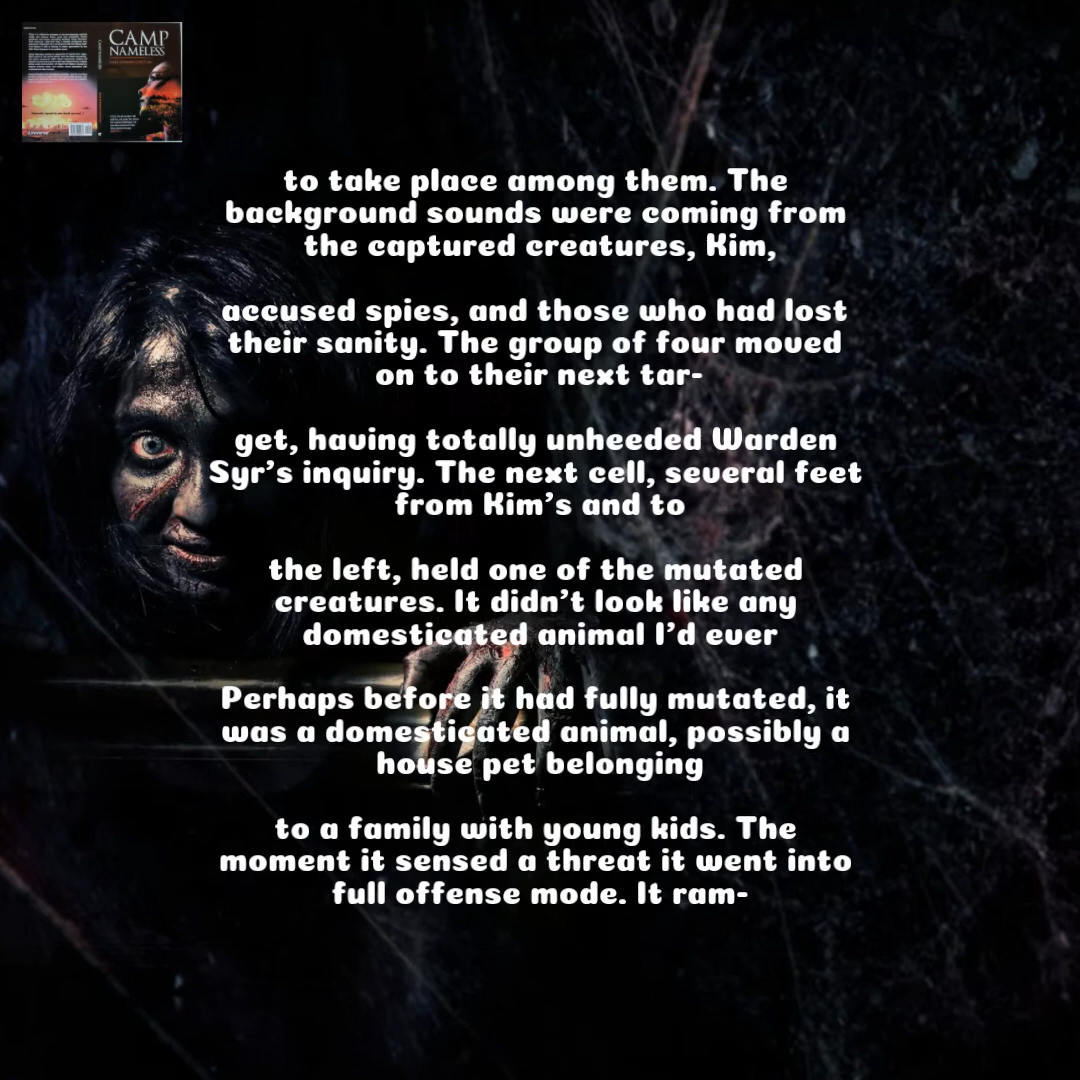 CAMP
NAMELESS
to take place among them. The
background sounds were coming from
the captured creatures, Kim,
accused spies, and those who had lost
their sanity. The group of four moved
on to their next tar-
get, having totally unheeded Warden
Syr’s inquiry. The next cell, several feet
from Kim’s and to
the left, held one of the mutated
creatures. It didn’t look like any
domesticated animal I’d ever
Perhaps before it had fully mutated, it
was a domesticated animal, possibly a
house pet belonging
to a family with young kids. The
moment it sensed a threat it went into
full offense mode. It ram-